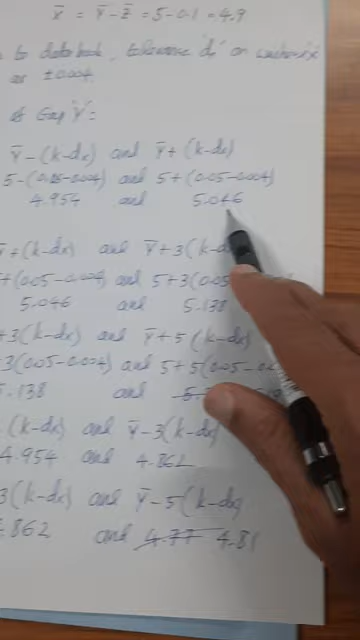 X̄ = Ȳ - Z̄ = 5 - 0.1 = 4.9
to data book, tolerance 'dx' on
as ±0.004
of Gap 'Y':
Ȳ - (k-dx) and Ȳ + (k-dx)
5 - (0.05-0.004) and 5 + (0.05-0.004)
4.954 and 5.046
+ (k-dx) and Ȳ + 3(k-d
+ (0.05-0.004) and 5 + 3(0.05
5.046 and 5.138
+ 3(k-dx) and Ȳ + 5(k-d
3(0.05-0.004) and 5 + 5(0.05-0.0
5.138 and
(k-dx) and Ȳ - 3(k-dx)
4.954 and 4.862
3(k-dx) and Ȳ - 5(k-dx)
4.862 and 4.77 4.81